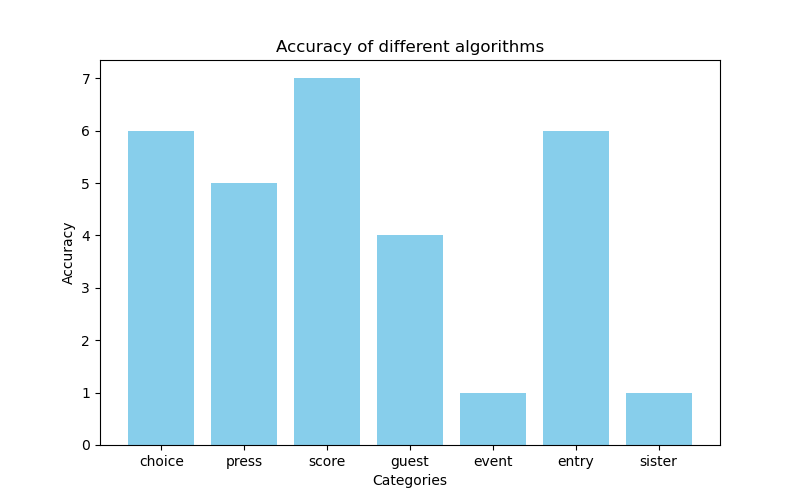 Accuracy of different algorithms
Accuracy
7
6
5
4
3
2
1
0
choice press score guest event entry sister
Categories